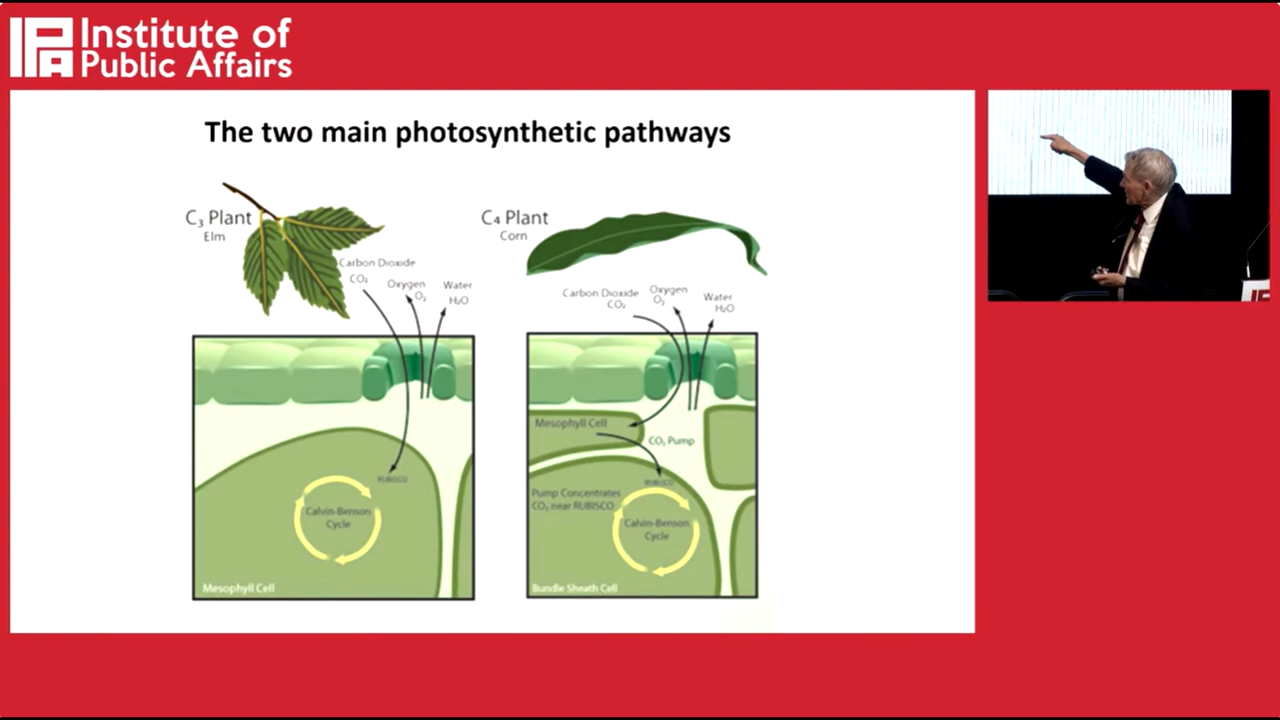 IPA Institute of
Public Affairs
The two main photosynthetic pathways
C₃ Plant
Elm
Carbon Dioxide
CO₂
Oxygen
O₂
Water
H₂O
RUBISCO
Calvin-Benson
Cycle
Mesophyll Cell
C₄ Plant
Corn
Carbon Dioxide
CO₂
Oxygen
O₂
Water
H₂O
Mesophyll Cell
CO₂ Pump
RUBISCO
Pump Concentrates
CO₂ near RUBISCO
Calvin-Benson
Cycle
Bundle Sheath Cell